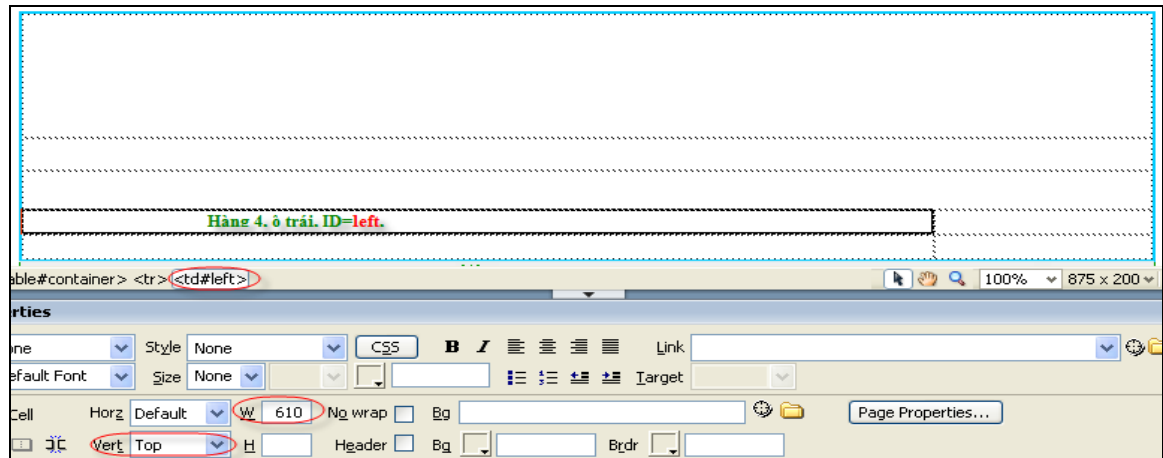 Hàng 4. ô trái. ID=left.
able#container> <tr> <td#left> 100% 875 x 200
rties
one Style None CSS B I Link
efault Font Size None Target
Cell Horz Default W 610 No wrap Bg Page Properties...
Vert Top H Header Bg Brdr